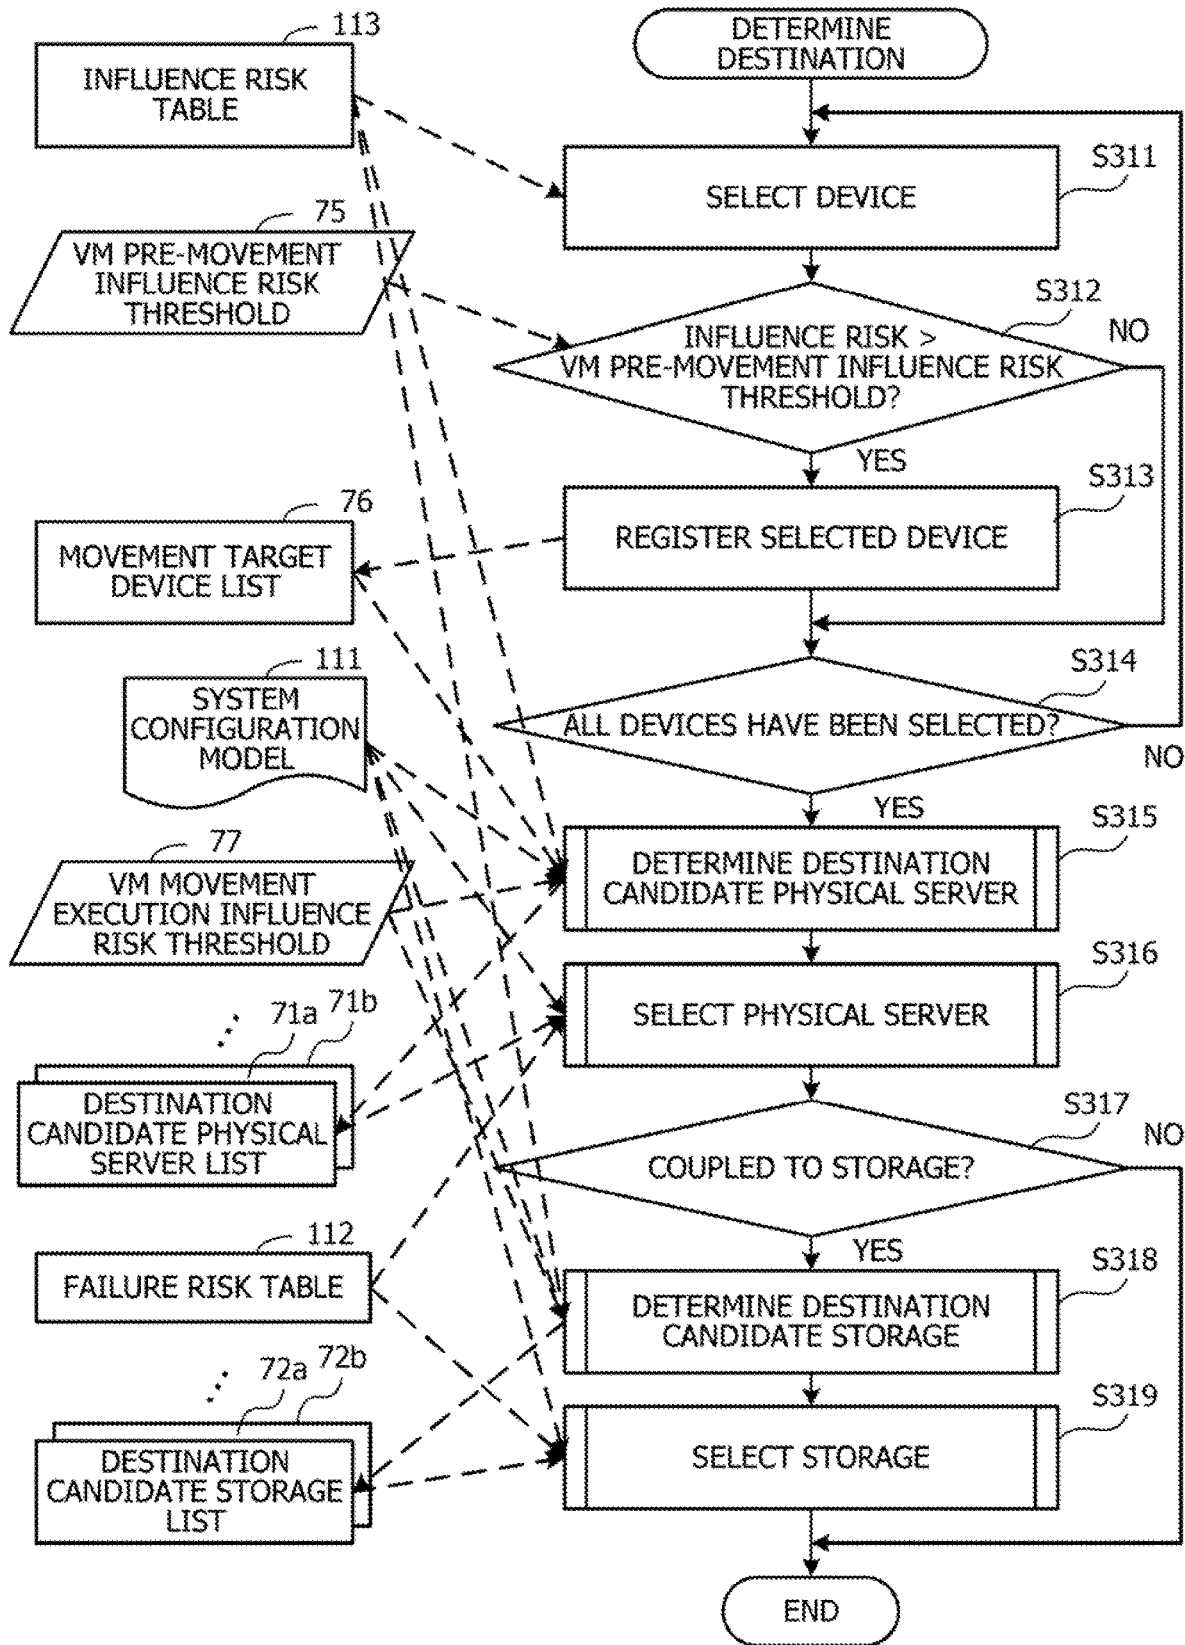 113
INFLUENCE RISK
TABLE
75
VM PRE-MOVEMENT
INFLUENCE RISK
THRESHOLD
76
MOVEMENT TARGET
DEVICE LIST
111
SYSTEM
CONFIGURATION
MODEL
77
VM MOVEMENT
EXECUTION INFLUENCE
RISK THRESHOLD
71a
71b
DESTINATION
CANDIDATE PHYSICAL
SERVER LIST
112
FAILURE RISK TABLE
72a
72b
DESTINATION
CANDIDATE STORAGE
LIST
DETERMINE
DESTINATION
S311
SELECT DEVICE
S312
NO
INFLUENCE RISK >
VM PRE-MOVEMENT INFLUENCE RISK
THRESHOLD?
YES
S313
REGISTER SELECTED DEVICE
S314
ALL DEVICES HAVE BEEN SELECTED?
NO
YES
S315
DETERMINE DESTINATION
CANDIDATE PHYSICAL SERVER
S316
SELECT PHYSICAL SERVER
S317
NO
COUPLED TO STORAGE?
YES
S318
DETERMINE DESTINATION
CANDIDATE STORAGE
S319
SELECT STORAGE
END